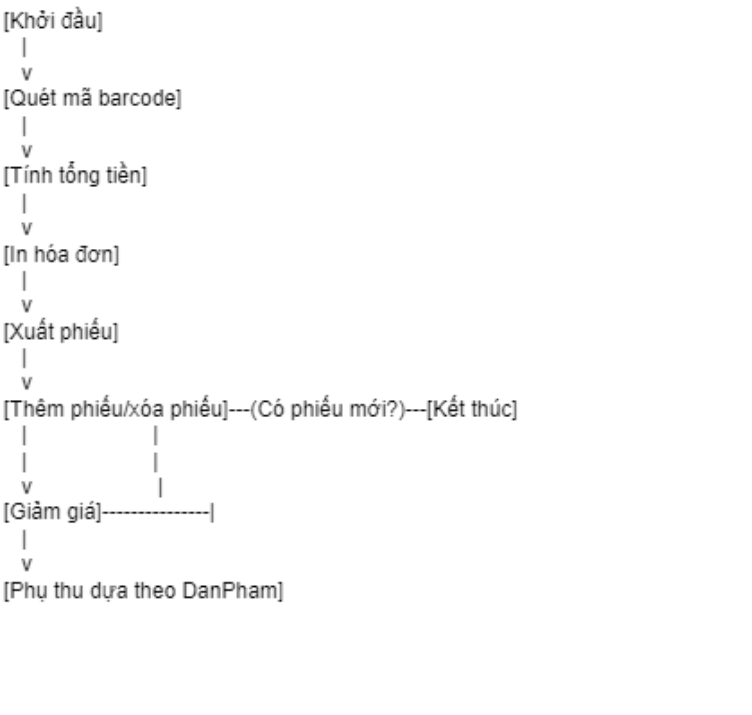 [Khởi đầu]
|
v
[Quét mã barcode]
|
v
[Tính tổng tiền]
|
v
[In hóa đơn]
|
v
[Xuất phiếu]
|
v
[Thêm phiếu/xóa phiếu]---(Có phiếu mới?)---[Kết thúc]
| |
| |
v |
[Giảm giá]----------------|
|
v
[Phụ thu dựa theo DanPham]